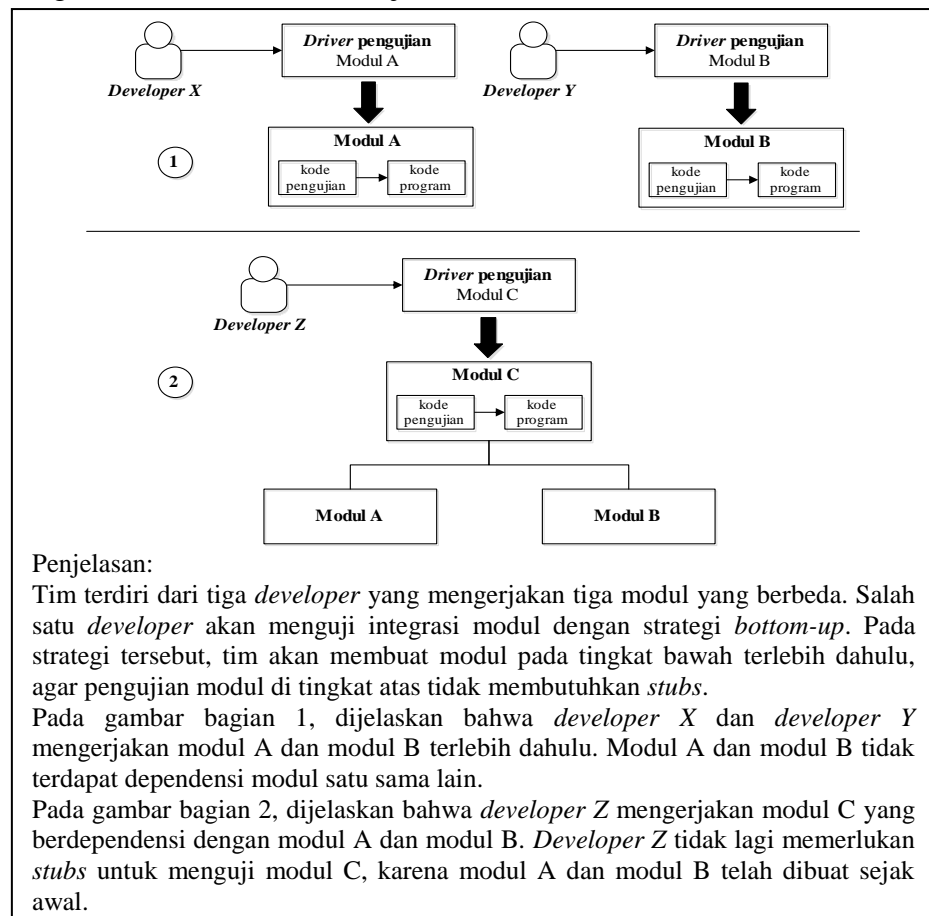 Driver pengujian
Modul A
Developer X
Driver pengujian
Modul B
Developer Y
1
Modul A
kode
pengujian
kode
program
Modul B
kode
pengujian
kode
program
Driver pengujian
Modul C
Developer Z
2
Modul C
kode
pengujian
kode
program
Modul A
Modul B
Penjelasan:
Tim terdiri dari tiga developer yang mengerjakan tiga modul yang berbeda. Salah
satu developer akan menguji integrasi modul dengan strategi bottom-up. Pada
strategi tersebut, tim akan membuat modul pada tingkat bawah terlebih dahulu,
agar pengujian modul di tingkat atas tidak membutuhkan stubs.
Pada gambar bagian 1, dijelaskan bahwa developer X dan developer Y
mengerjakan modul A dan modul B terlebih dahulu. Modul A dan modul B tidak
terdapat dependensi modul satu sama lain.
Pada gambar bagian 2, dijelaskan bahwa developer Z mengerjakan modul C yang
berdependensi dengan modul A dan modul B. Developer Z tidak lagi memerlukan
stubs untuk menguji modul C, karena modul A dan modul B telah dibuat sejak
awal.